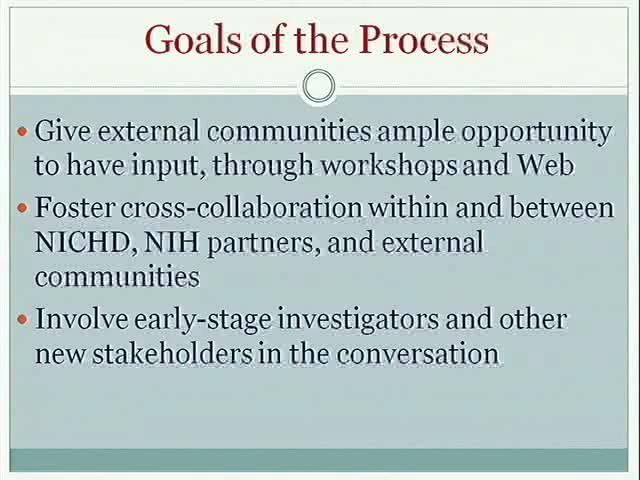 Goals of the Process
• Give external communities ample opportunity
to have input, through workshops and Web
• Foster cross-collaboration within and between
NICHD, NIH partners, and external
communities
• Involve early-stage investigators and other
new stakeholders in the conversation